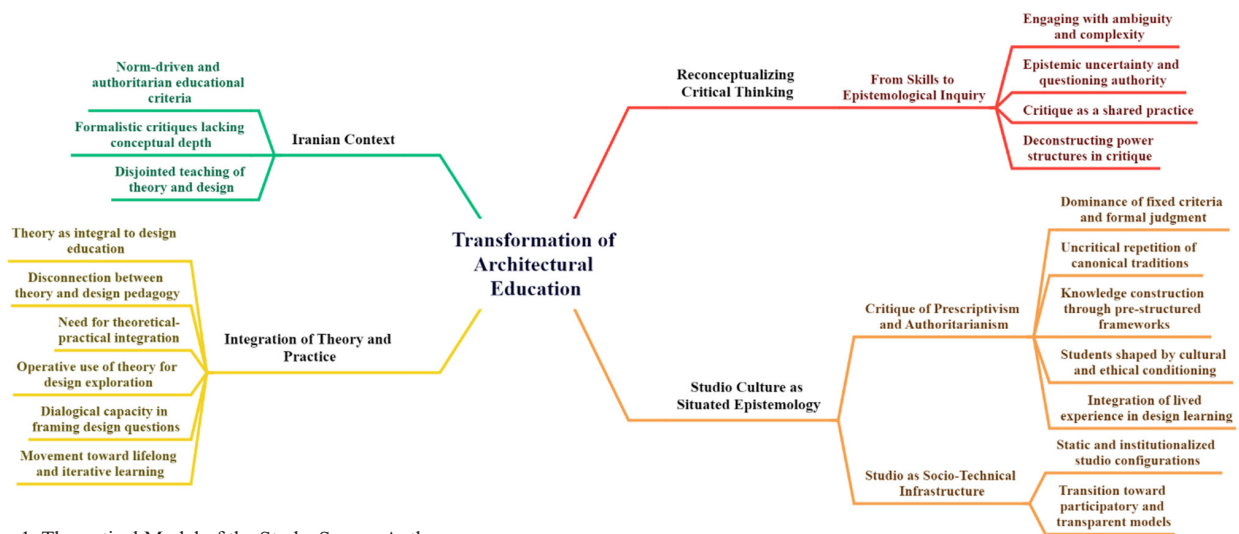 Transformation of
Architectural
Education
Iranian Context
Norm-driven and
authoritarian educational
criteria
Formalistic critiques lacking
conceptual depth
Disjointed teaching of
theory and design
Integration of Theory and
Practice
Theory as integral to design
education
Disconnection between
theory and design pedagogy
Need for theoretical-
practical integration
Operative use of theory for
design exploration
Dialogical capacity in
framing design questions
Movement toward lifelong
and iterative learning
Reconceptualizing
Critical Thinking
From Skills to
Epistemological Inquiry
Engaging with ambiguity
and complexity
Epistemic uncertainty and
questioning authority
Critique as a shared practice
Deconstructing power
structures in critique
Studio Culture as
Situated Epistemology
Critique of Prescriptivism
and Authoritarianism
Dominance of fixed criteria
and formal judgment
Uncritical repetition of
canonical traditions
Knowledge construction
through pre-structured
frameworks
Students shaped by cultural
and ethical conditioning
Integration of lived
experience in design learning
Studio as Socio-Technical
Infrastructure
Static and institutionalized
studio configurations
Transition toward
participatory and
transparent models
1. Theoretical Model of the Study